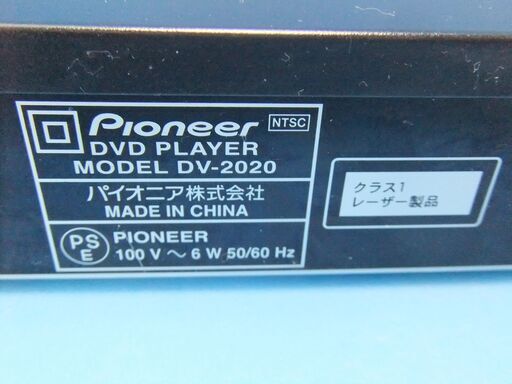 Pioneer NTSC
DVD PLAYER
MODEL DV-2020
パイオニア株式会社
MADE IN CHINA
PS
E
PIONEER
100 V ～ 6 W 50/60 Hz
クラス1
レーザー製品